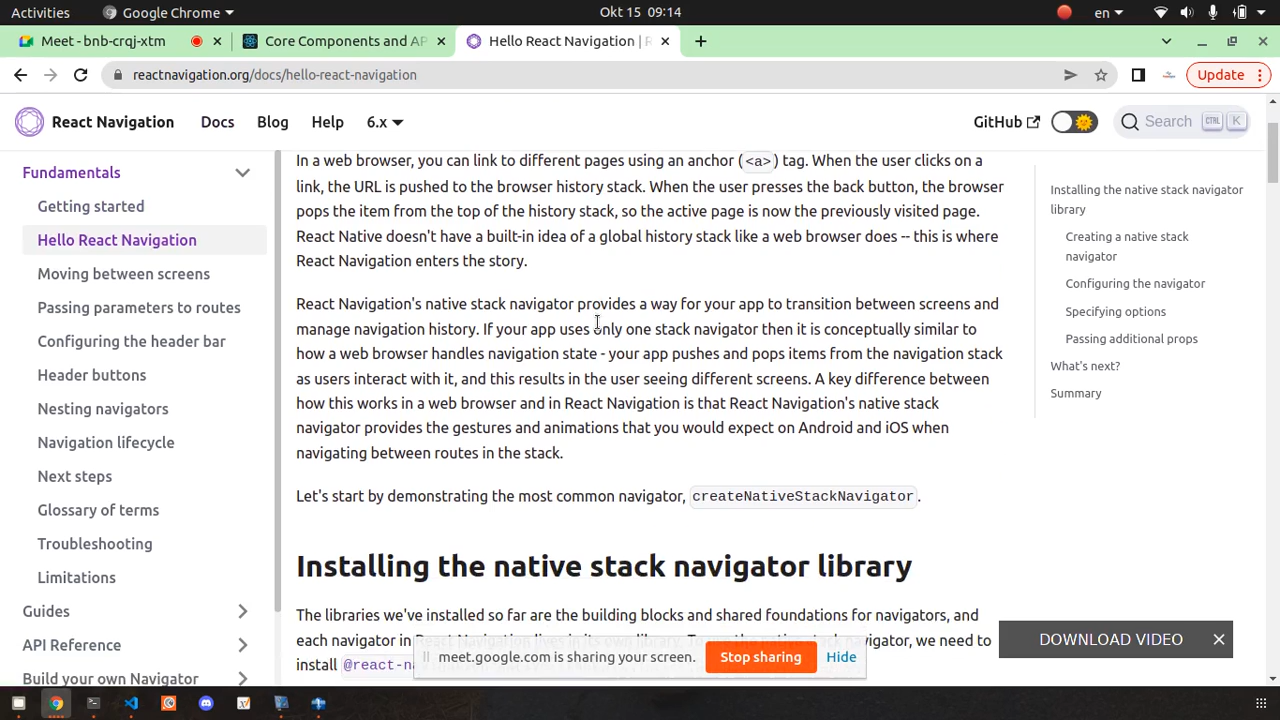 Activities
Google Chrome
Okt 15 09:14
en
Meet - bnb-crqj-xtm
Core Components and AP
Hello React Navigation | R
reactnavigation.org/docs/hello-react-navigation
Update
React Navigation
Docs
Blog
Help
6.x
GitHub
Search
CTRL
K
Fundamentals
Getting started
Hello React Navigation
Moving between screens
Passing parameters to routes
Configuring the header bar
Header buttons
Nesting navigators
Navigation lifecycle
Next steps
Glossary of terms
Troubleshooting
Limitations
Guides
API Reference
Build your own Navigator
In a web browser, you can link to different pages using an anchor (<a>) tag. When the user clicks on a
link, the URL is pushed to the browser history stack. When the user presses the back button, the browser
pops the item from the top of the history stack, so the active page is now the previously visited page.
React Native doesn't have a built-in idea of a global history stack like a web browser does -- this is where
React Navigation enters the story.
React Navigation's native stack navigator provides a way for your app to transition between screens and
manage navigation history. If your app uses only one stack navigator then it is conceptually similar to
how a web browser handles navigation state - your app pushes and pops items from the navigation stack
as users interact with it, and this results in the user seeing different screens. A key difference between
how this works in a web browser and in React Navigation is that React Navigation's native stack
navigator provides the gestures and animations that you would expect on Android and iOS when
navigating between routes in the stack.
Let's start by demonstrating the most common navigator, createNativeStackNavigator.
Installing the native stack navigator library
The libraries we've installed so far are the building blocks and shared foundations for navigators, and
each navigator in React Navigation lives in its own library. To use the native stack navigator, we need to
install @react-na
Installing the native stack navigator
library
Creating a native stack
navigator
Configuring the navigator
Specifying options
Passing additional props
What's next?
Summary
DOWNLOAD VIDEO
meet.google.com is sharing your screen.
Stop sharing
Hide